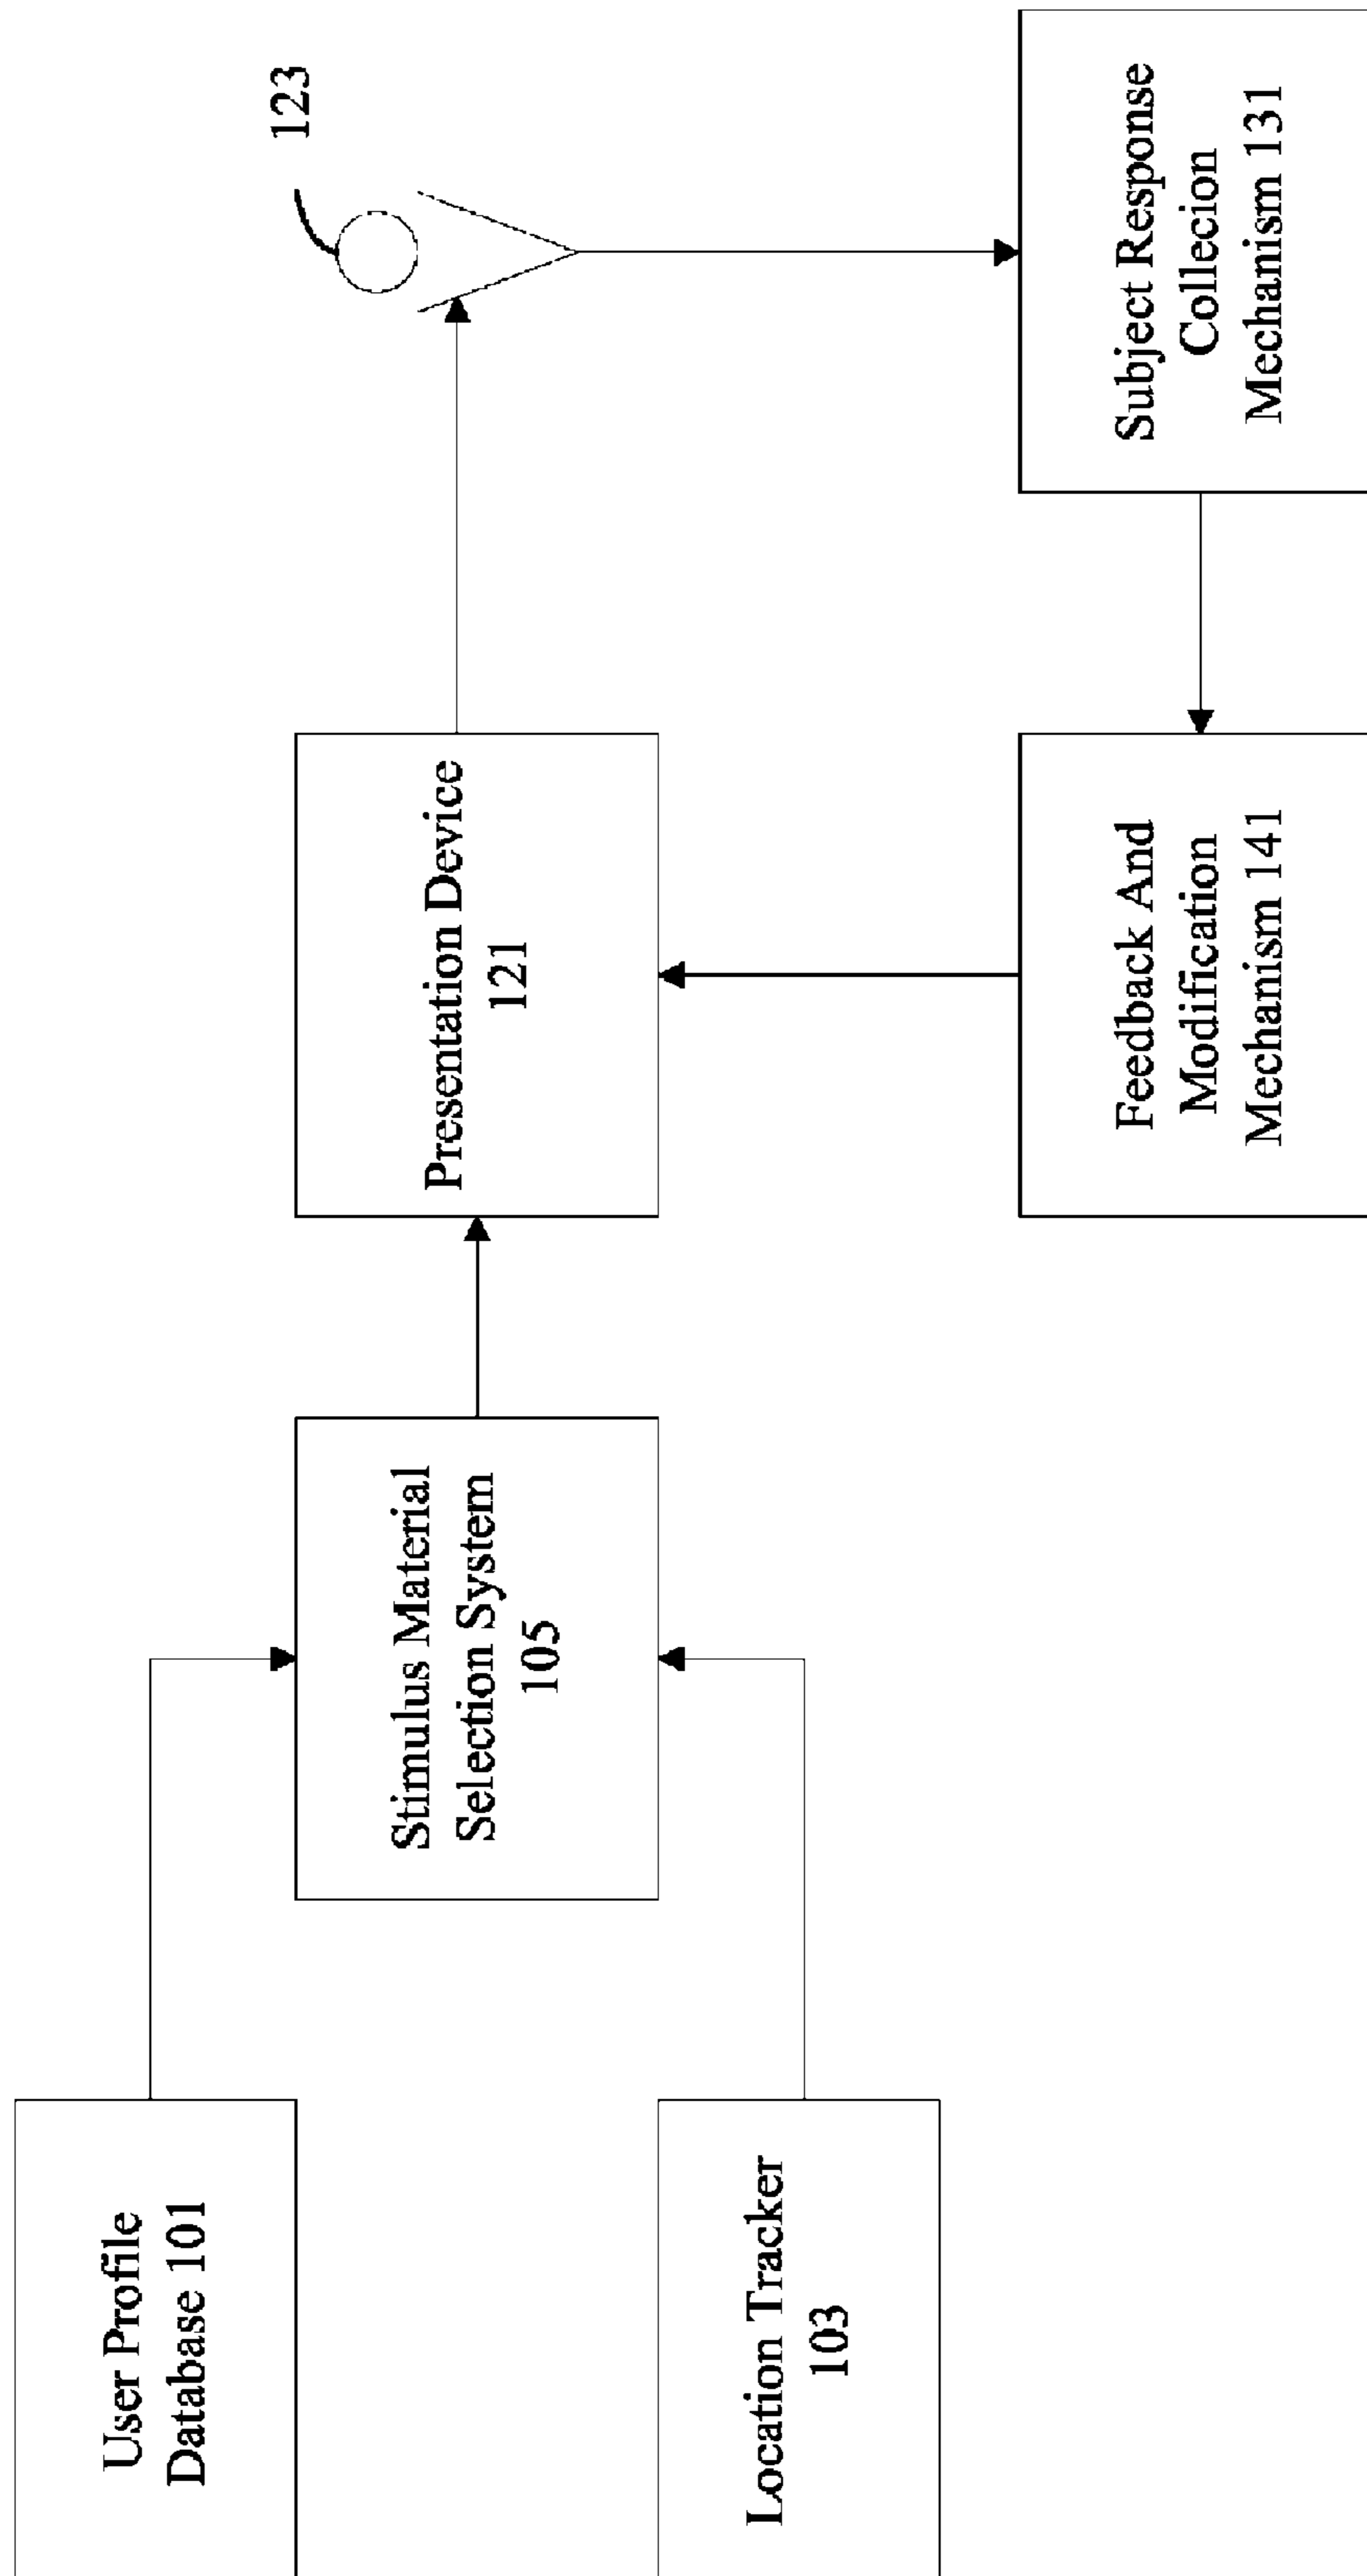 User Profile
Database 101
Location Tracker
103
Stimulus Material
Selection System
105
Presentation Device
121
123
Feedback And
Modification
Mechanism 141
Subject Response
Collecion
Mechanism 131